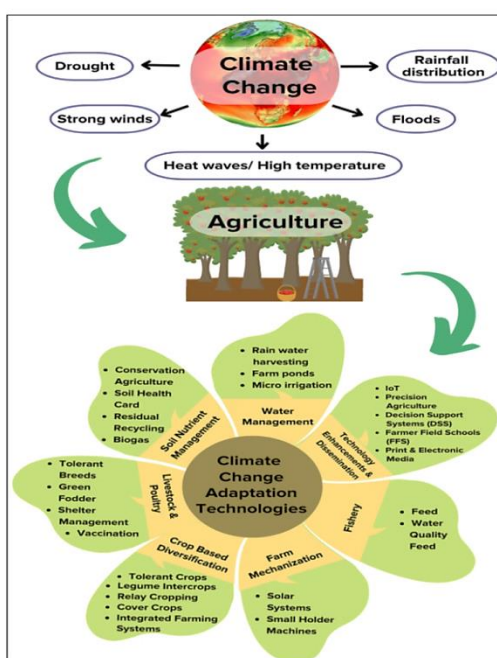 Climate
Change
Drought
Rainfall
distribution
Strong winds
Floods
Heat waves/ High temperature
Agriculture
• Rain water
harvesting
• Farm ponds
• Micro irrigation
Water Management
• IoT
• Precision
Agriculture
• Decision Support
Systems (DSS)
• Farmer Field Schools
(FFS)
• Print & Electronic
Media
Technology
Enhancements &
Dissemination
• Feed
• Water
Quality
Feed
Fishery
• Solar
Systems
• Small Holder
Machines
Farm
Mechanization
• Tolerant Crops
• Legume Intercrops
• Relay Cropping
• Cover Crops
• Integrated Farming
Systems
Crop Based
Diversification
• Tolerant
Breeds
• Green
Fodder
• Shelter
Management
• Vaccination
Livestock &
Poultry
• Conservation
Agriculture
• Soil Health
Card
• Residual
Recycling
• Biogas
Soil Nutrient
Management
Climate
Change
Adaptation
Technologies